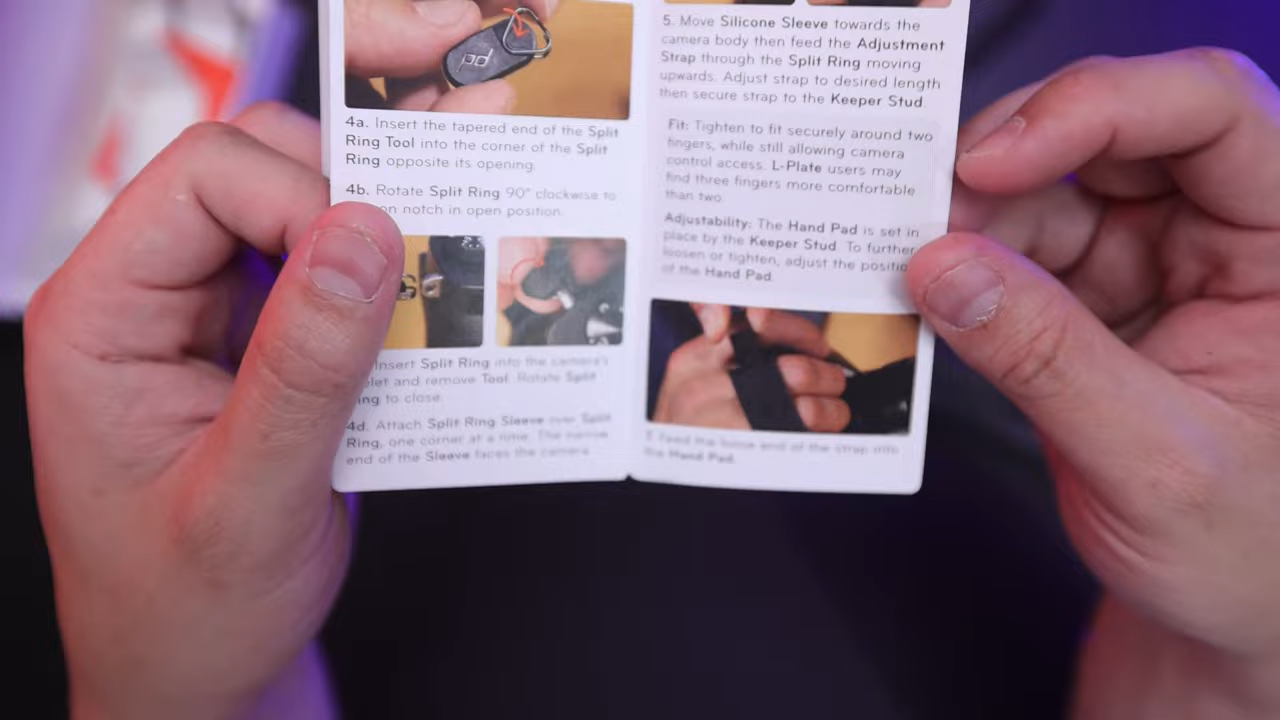 pd
4a. Insert the tapered end of the Split
Ring Tool into the corner of the Split
Ring opposite its opening.
4b. Rotate Split Ring 90° clockwise to
on notch in open position.
Insert Split Ring into the camera's
let and remove Tool. Rotate Split
ing to close.
4d. Attach Split Ring Sleeve over Split
Ring, one corner at a time. The narrow
end of the Sleeve faces the camera
5. Move Silicone Sleeve towards the
camera body then feed the Adjustment
Strap through the Split Ring moving
upwards. Adjust strap to desired length
then secure strap to the Keeper Stud.
Fit: Tighten to fit securely around two
fingers, while still allowing camera
control access. L-Plate users may
find three fingers more comfortable
than two.
Adjustability: The Hand Pad is set in
place by the Keeper Stud. To further
loosen or tighten, adjust the positio
of the Hand Pad.
feed the loose end of the strap into
the Hand Pad.